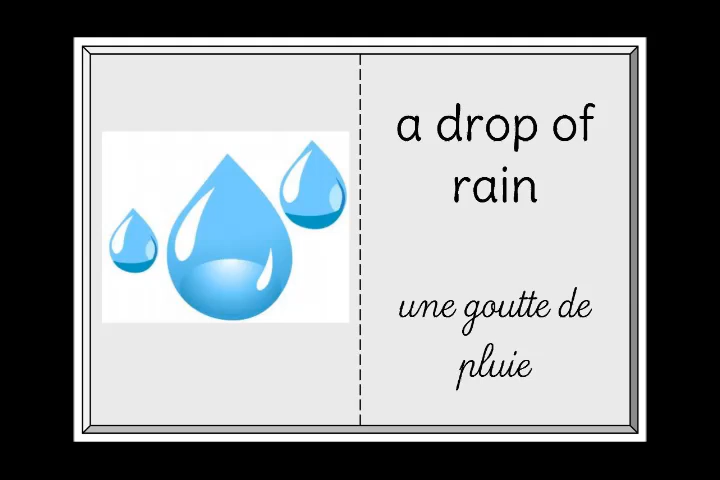 a drop of
rain
une goutte de
pluie